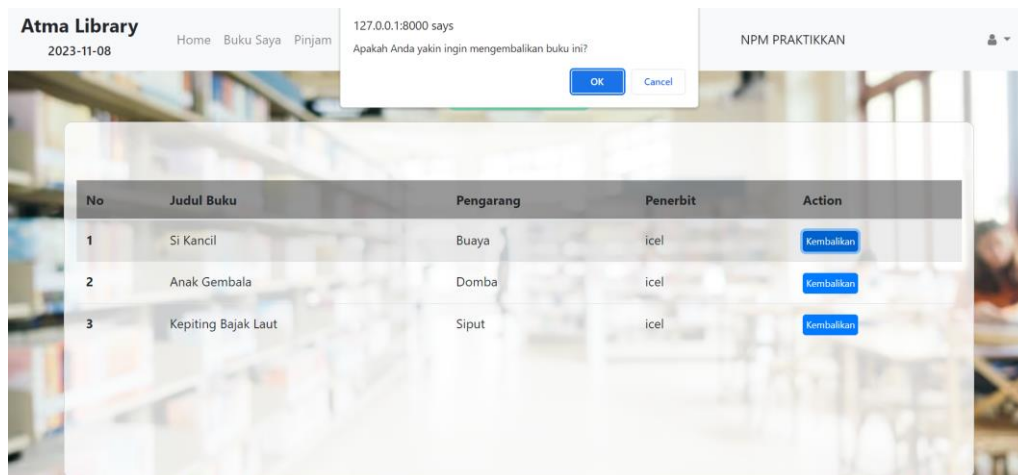 Atma Library
2023-11-08
Home Buku Saya Pinjam
127.0.0.1:8000 says
Apakah Anda yakin ingin mengembalikan buku ini?
OK Cancel
NPM PRAKTIKKAN
No Judul Buku Pengarang Penerbit Action
1 Si Kancil Buaya icel Kembalikan
2 Anak Gembala Domba icel Kembalikan
3 Kepiting Bajak Laut Siput icel Kembalikan